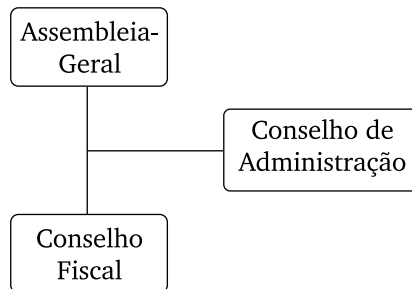 Assembleia-
Geral
Conselho de
Administração
Conselho
Fiscal